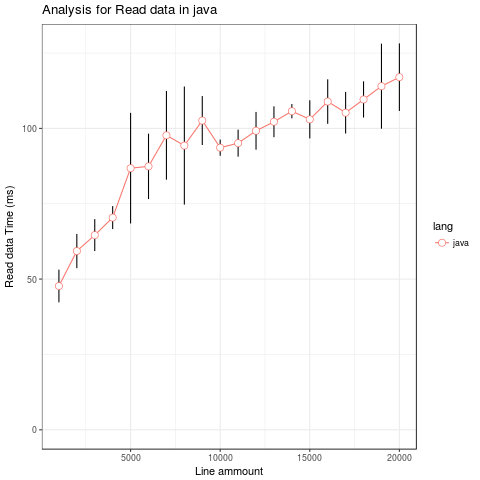 Analysis for Read data in java
Read data Time (ms)
100
50
0
5000
10000
15000
20000
Line ammount
lang
java